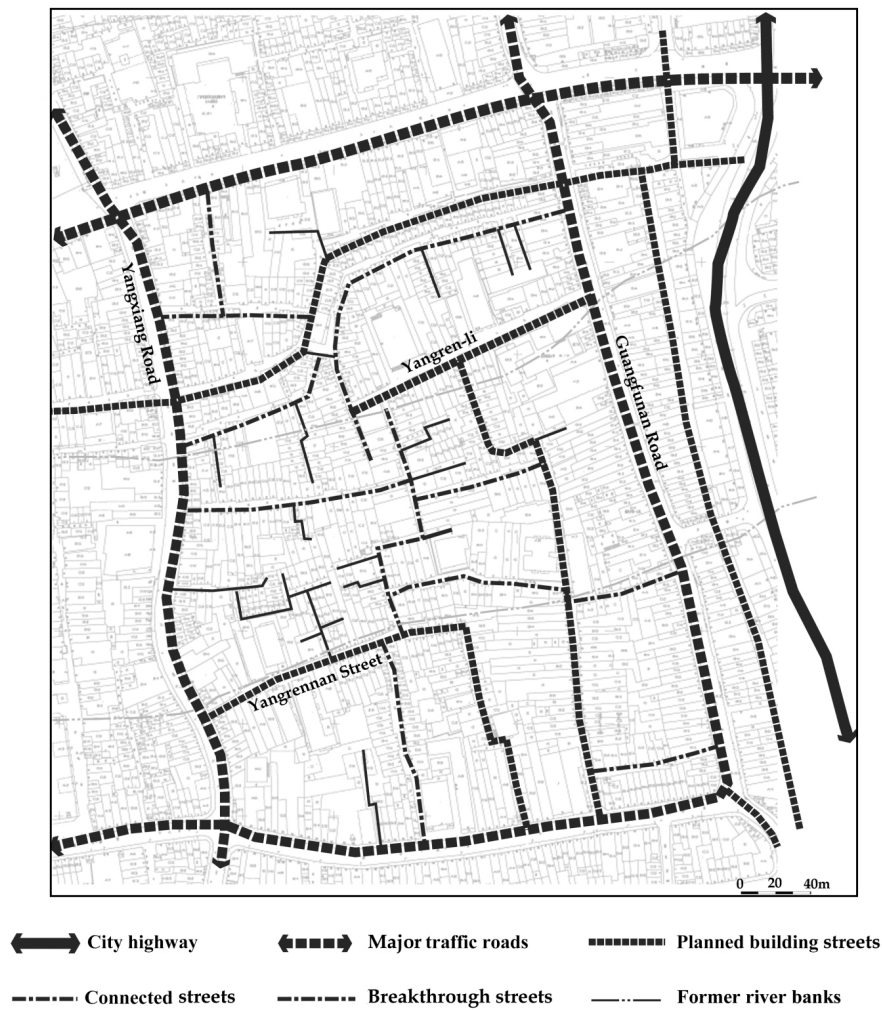 Yangxiang Road
Yangren-li
Guangfunan Road
Yangrennan Street
0 20 40m
City highway
Major traffic roads
Planned building streets
Connected streets
Breakthrough streets
Former river banks